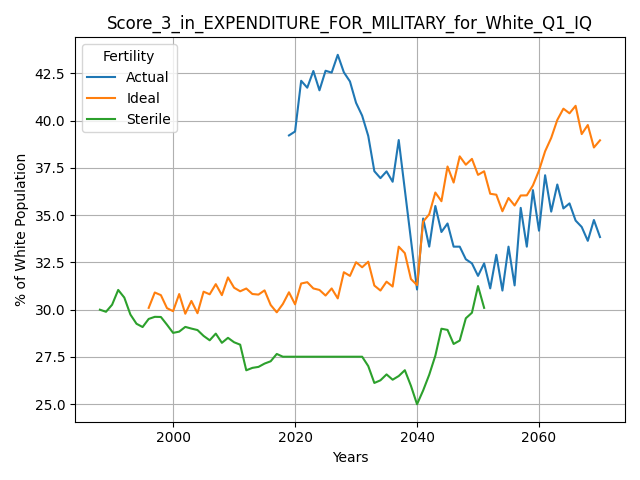 Score_3_in_EXPENDITURE_FOR_MILITARY_for_White_Q1_IQ
Fertility
Actual
Ideal
Sterile
% of White Population
42.5
40.0
37.5
35.0
32.5
30.0
27.5
25.0
2000
2020
2040
2060
Years